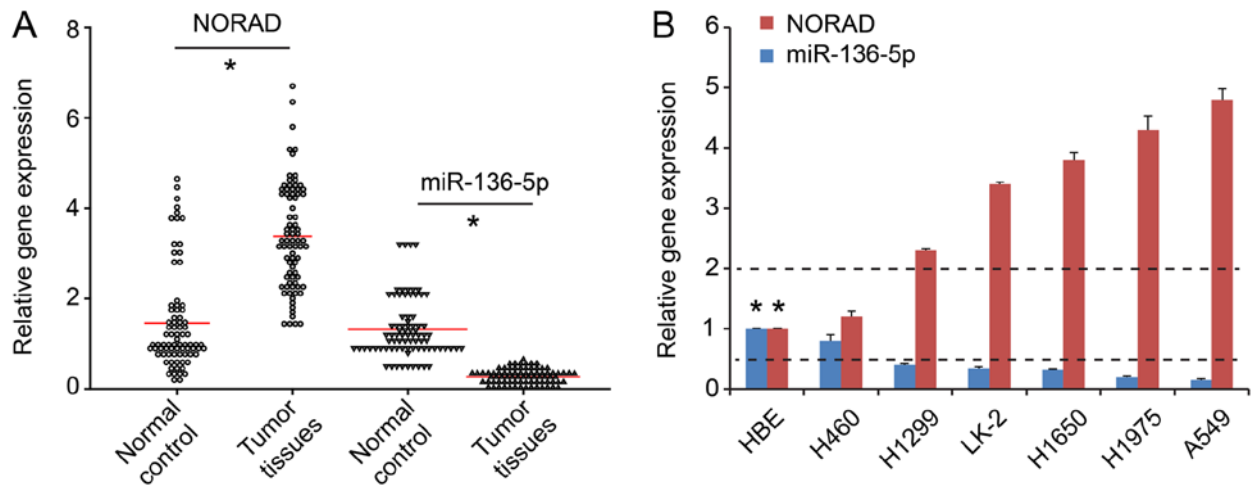 A
Relative gene expression
8
6
4
2
0
NORAD
*
miR-136-5p
*
Normal
control
Tumor
tissues
Normal
control
Tumor
tissues
B
Relative gene expression
6
5
4
3
2
1
0
NORAD
miR-136-5p
* *
HBE
H460
H1299
LK-2
H1650
H1975
A549